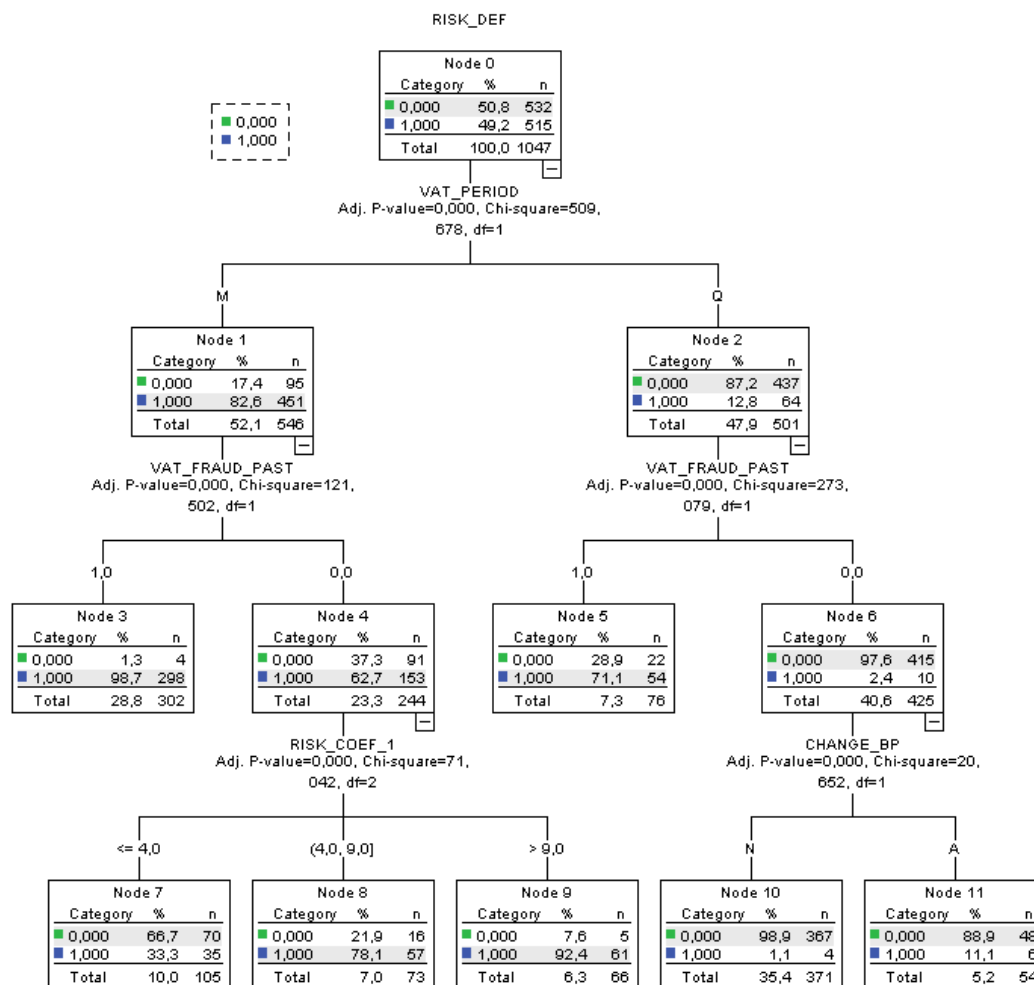 RISK_DEF
Node 0
Category % n
0,000 50,8 532
1,000 49,2 515
Total 100,0 1047
0,000
1,000
VAT_PERIOD
Adj. P-value=0,000, Chi-square=509,
678, df=1
M
Q
Node 1
Category % n
0,000 17,4 95
1,000 82,6 451
Total 52,1 546
Node 2
Category % n
0,000 87,2 437
1,000 12,8 64
Total 47,9 501
VAT_FRAUD_PAST
Adj. P-value=0,000, Chi-square=121,
502, df=1
VAT_FRAUD_PAST
Adj. P-value=0,000, Chi-square=273,
079, df=1
1,0
0,0
1,0
0,0
Node 3
Category % n
0,000 1,3 4
1,000 98,7 298
Total 28,8 302
Node 4
Category % n
0,000 37,3 91
1,000 62,7 153
Total 23,3 244
Node 5
Category % n
0,000 28,9 22
1,000 71,1 54
Total 7,3 76
Node 6
Category % n
0,000 97,6 415
1,000 2,4 10
Total 40,6 425
RISK_COEF_1
Adj. P-value=0,000, Chi-square=71,
042, df=2
CHANGE_BP
Adj. P-value=0,000, Chi-square=20,
652, df=1
<= 4,0
(4,0, 9,0]
> 9,0
N
A
Node 7
Category % n
0,000 66,7 70
1,000 33,3 35
Total 10,0 105
Node 8
Category % n
0,000 21,9 16
1,000 78,1 57
Total 7,0 73
Node 9
Category % n
0,000 7,6 5
1,000 92,4 61
Total 6,3 66
Node 10
Category % n
0,000 98,9 367
1,000 1,1 4
Total 35,4 371
Node 11
Category % n
0,000 88,9 48
1,000 11,1 6
Total 5,2 54